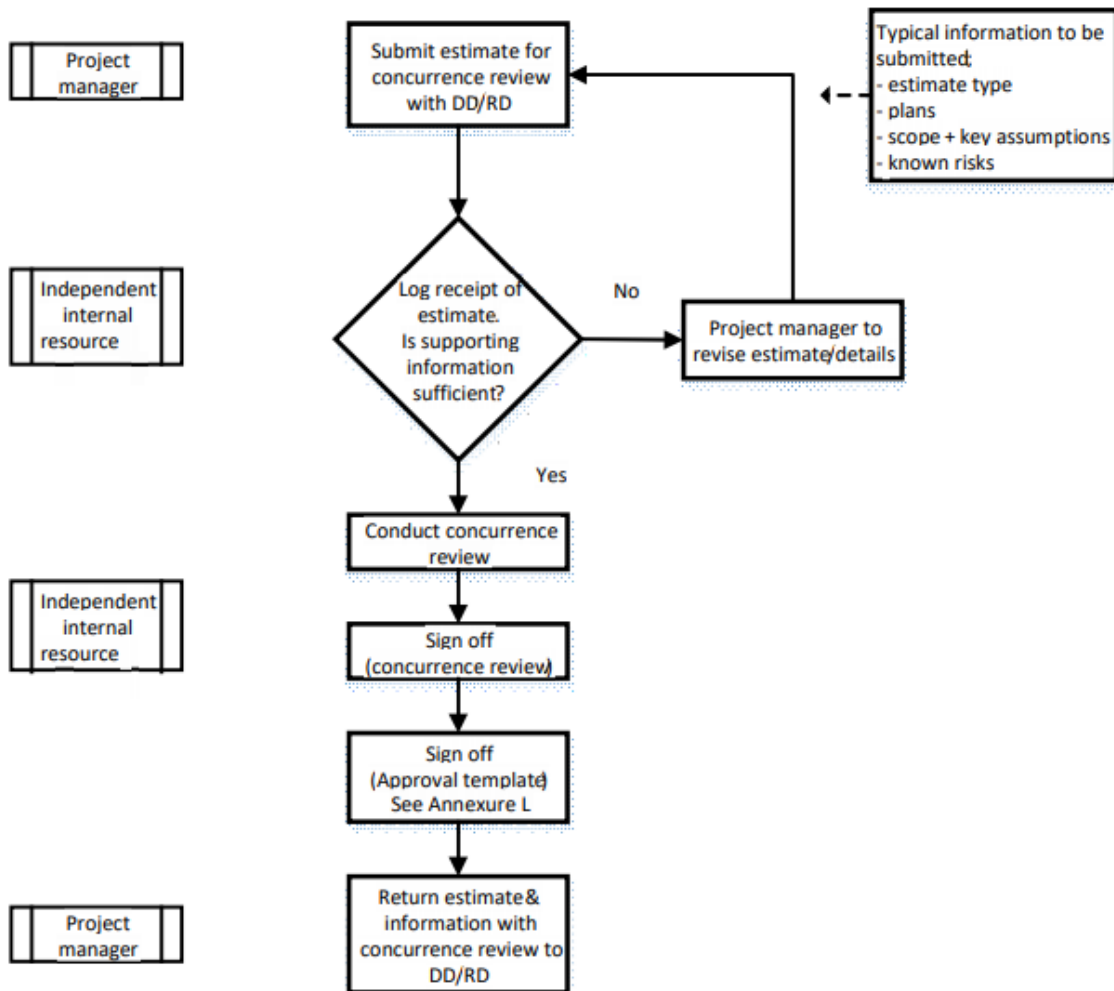 Project
manager
Submit estimate for
concurrence review
with DD/RD
Typical information to be
submitted;
- estimate type
- plans
- scope + key assumptions
- known risks
Independent
internal
resource
Log receipt of
estimate.
Is supporting
information
sufficient?
No
Project manager to
revise estimate/details
Yes
Conduct concurrence
review
Independent
internal
resource
Sign off
(concurrence review)
Sign off
(Approval template)
See Annexure L
Project
manager
Return estimate &
information with
concurrence review to
DD/RD